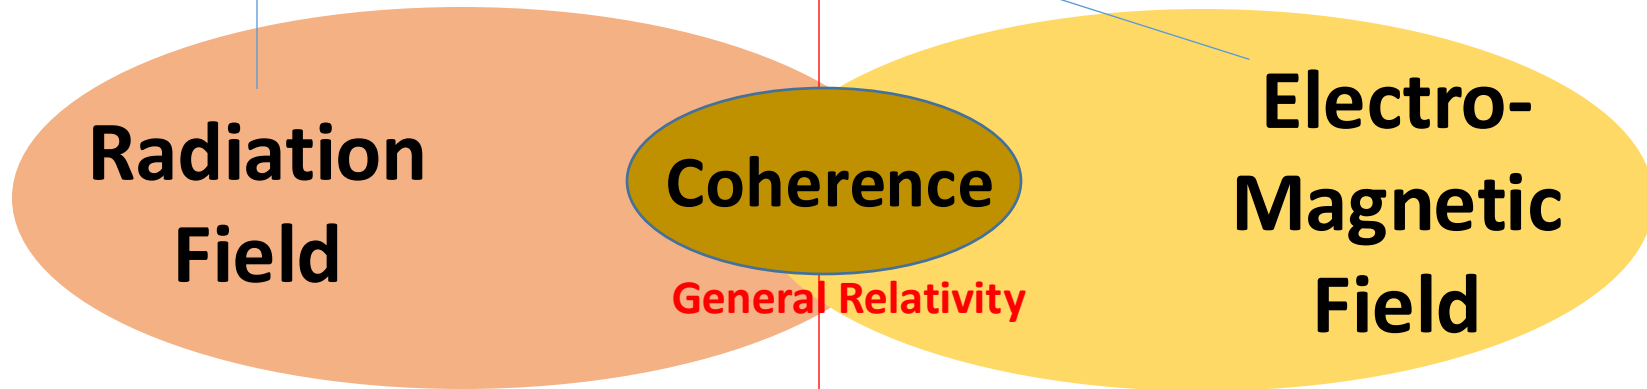 Radiation
Field
Coherence
General Relativity
Electro-
Magnetic
Field